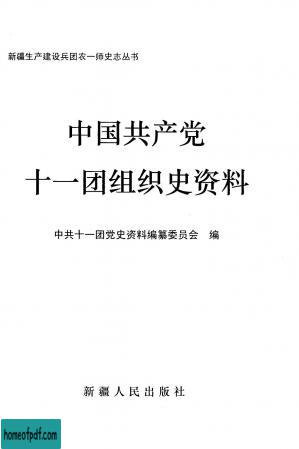 新疆生产建设兵团农一师史志丛书
中国共产党
十一团组织史资料
中共十一团党史资料编纂委员会 编
新疆人民出版社
homeofpdf.com